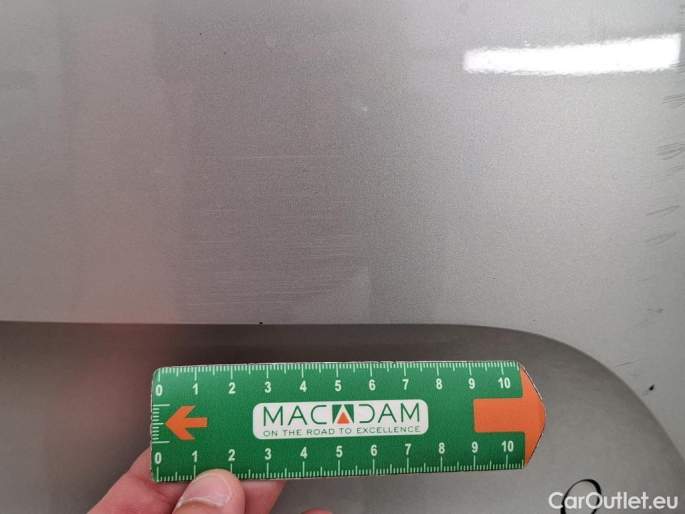 0 1 2 3 4 5 6 7 8 9 10
MACADAM
ON THE ROAD TO EXCELLENCE
0 1 2 3 4 5 6 7 8 9 10
CarOutlet.eu